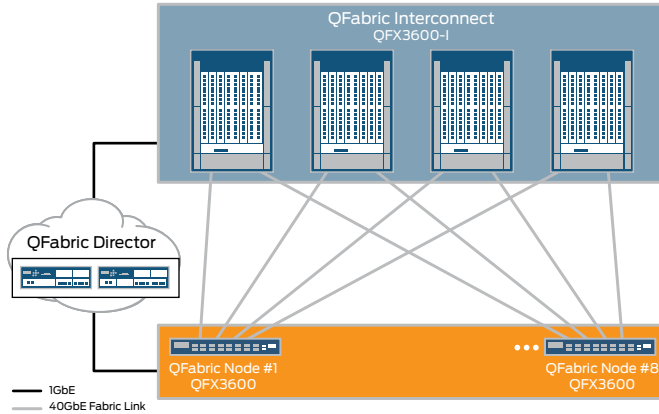 QFabric Interconnect
QFX3600-I
QFabric Director
QFabric Node #1
QFX3600
QFabric Node #8
QFX3600
1GbE
40GbE Fabric Link